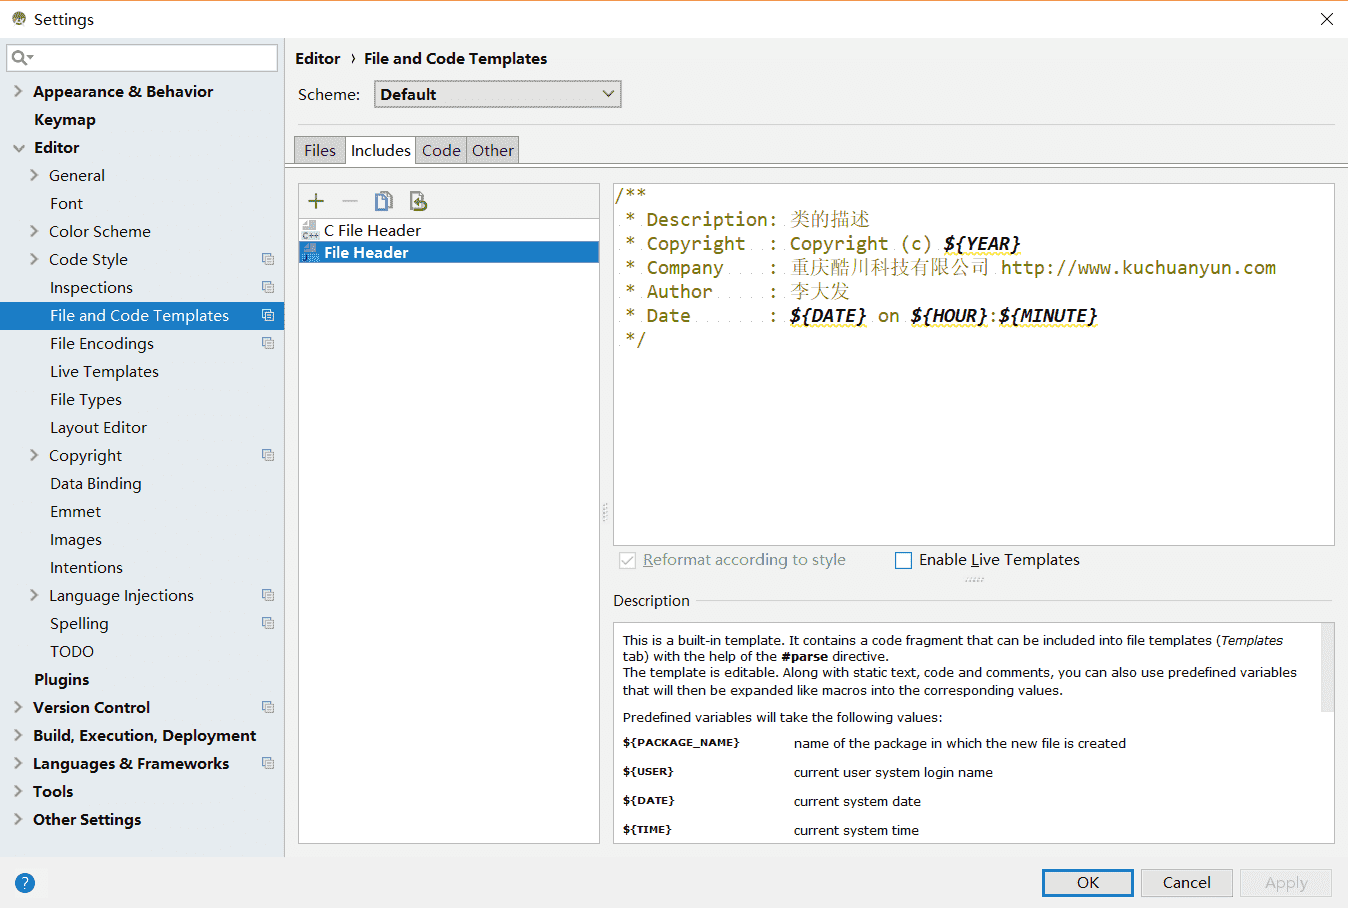 Settings
Appearance & Behavior
Keymap
Editor
General
Font
Color Scheme
Code Style
Inspections
File and Code Templates
File Encodings
Live Templates
File Types
Layout Editor
Copyright
Data Binding
Emmet
Images
Intentions
Language Injections
Spelling
TODO
Plugins
Version Control
Build, Execution, Deployment
Languages & Frameworks
Tools
Other Settings
Editor › File and Code Templates
Scheme: Default
Files Includes Code Other
C++ C File Header
File Header
/**
* Description: 类的描述
* Copyright : Copyright (c) ${YEAR}
* Company : 重庆酷川科技有限公司 http://www.kuchuanyun.com
* Author : 李大发
* Date : ${DATE} on ${HOUR}:${MINUTE}
*/
Reformat according to style Enable Live Templates
Description
This is a built-in template. It contains a code fragment that can be included into file templates (Templates
tab) with the help of the #parse directive.
The template is editable. Along with static text, code and comments, you can also use predefined variables
that will then be expanded like macros into the corresponding values.
Predefined variables will take the following values:
${PACKAGE_NAME} name of the package in which the new file is created
${USER} current user system login name
${DATE} current system date
${TIME} current system time
? OK Cancel Apply